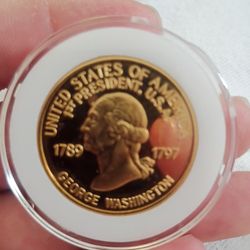 UNITED STATES OF AMERICA
1ST PRESIDENT, U.S.A.
1789 1797
GEORGE WASHINGTON